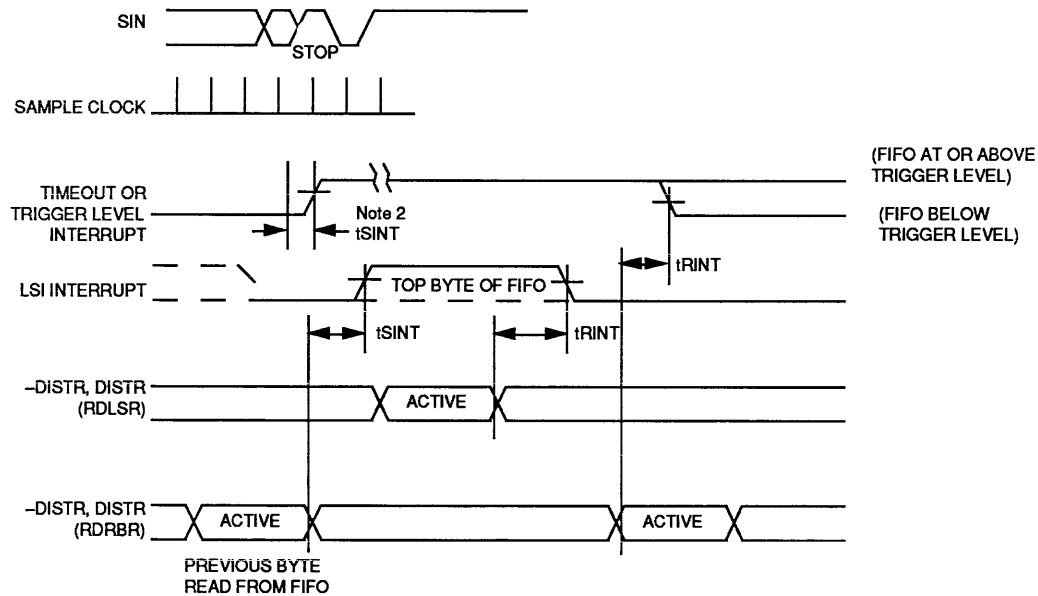 SIN
STOP
SAMPLE CLOCK
(FIFO AT OR ABOVE
TRIGGER LEVEL)
TIMEOUT OR
TRIGGER LEVEL
INTERRUPT
Note 2
tSINT
(FIFO BELOW
TRIGGER LEVEL)
tRINT
LSI INTERRUPT
TOP BYTE OF FIFO
tSINT
tRINT
–DISTR, DISTR
(RDLSR)
ACTIVE
–DISTR, DISTR
(RDRBR)
ACTIVE
ACTIVE
PREVIOUS BYTE
READ FROM FIFO